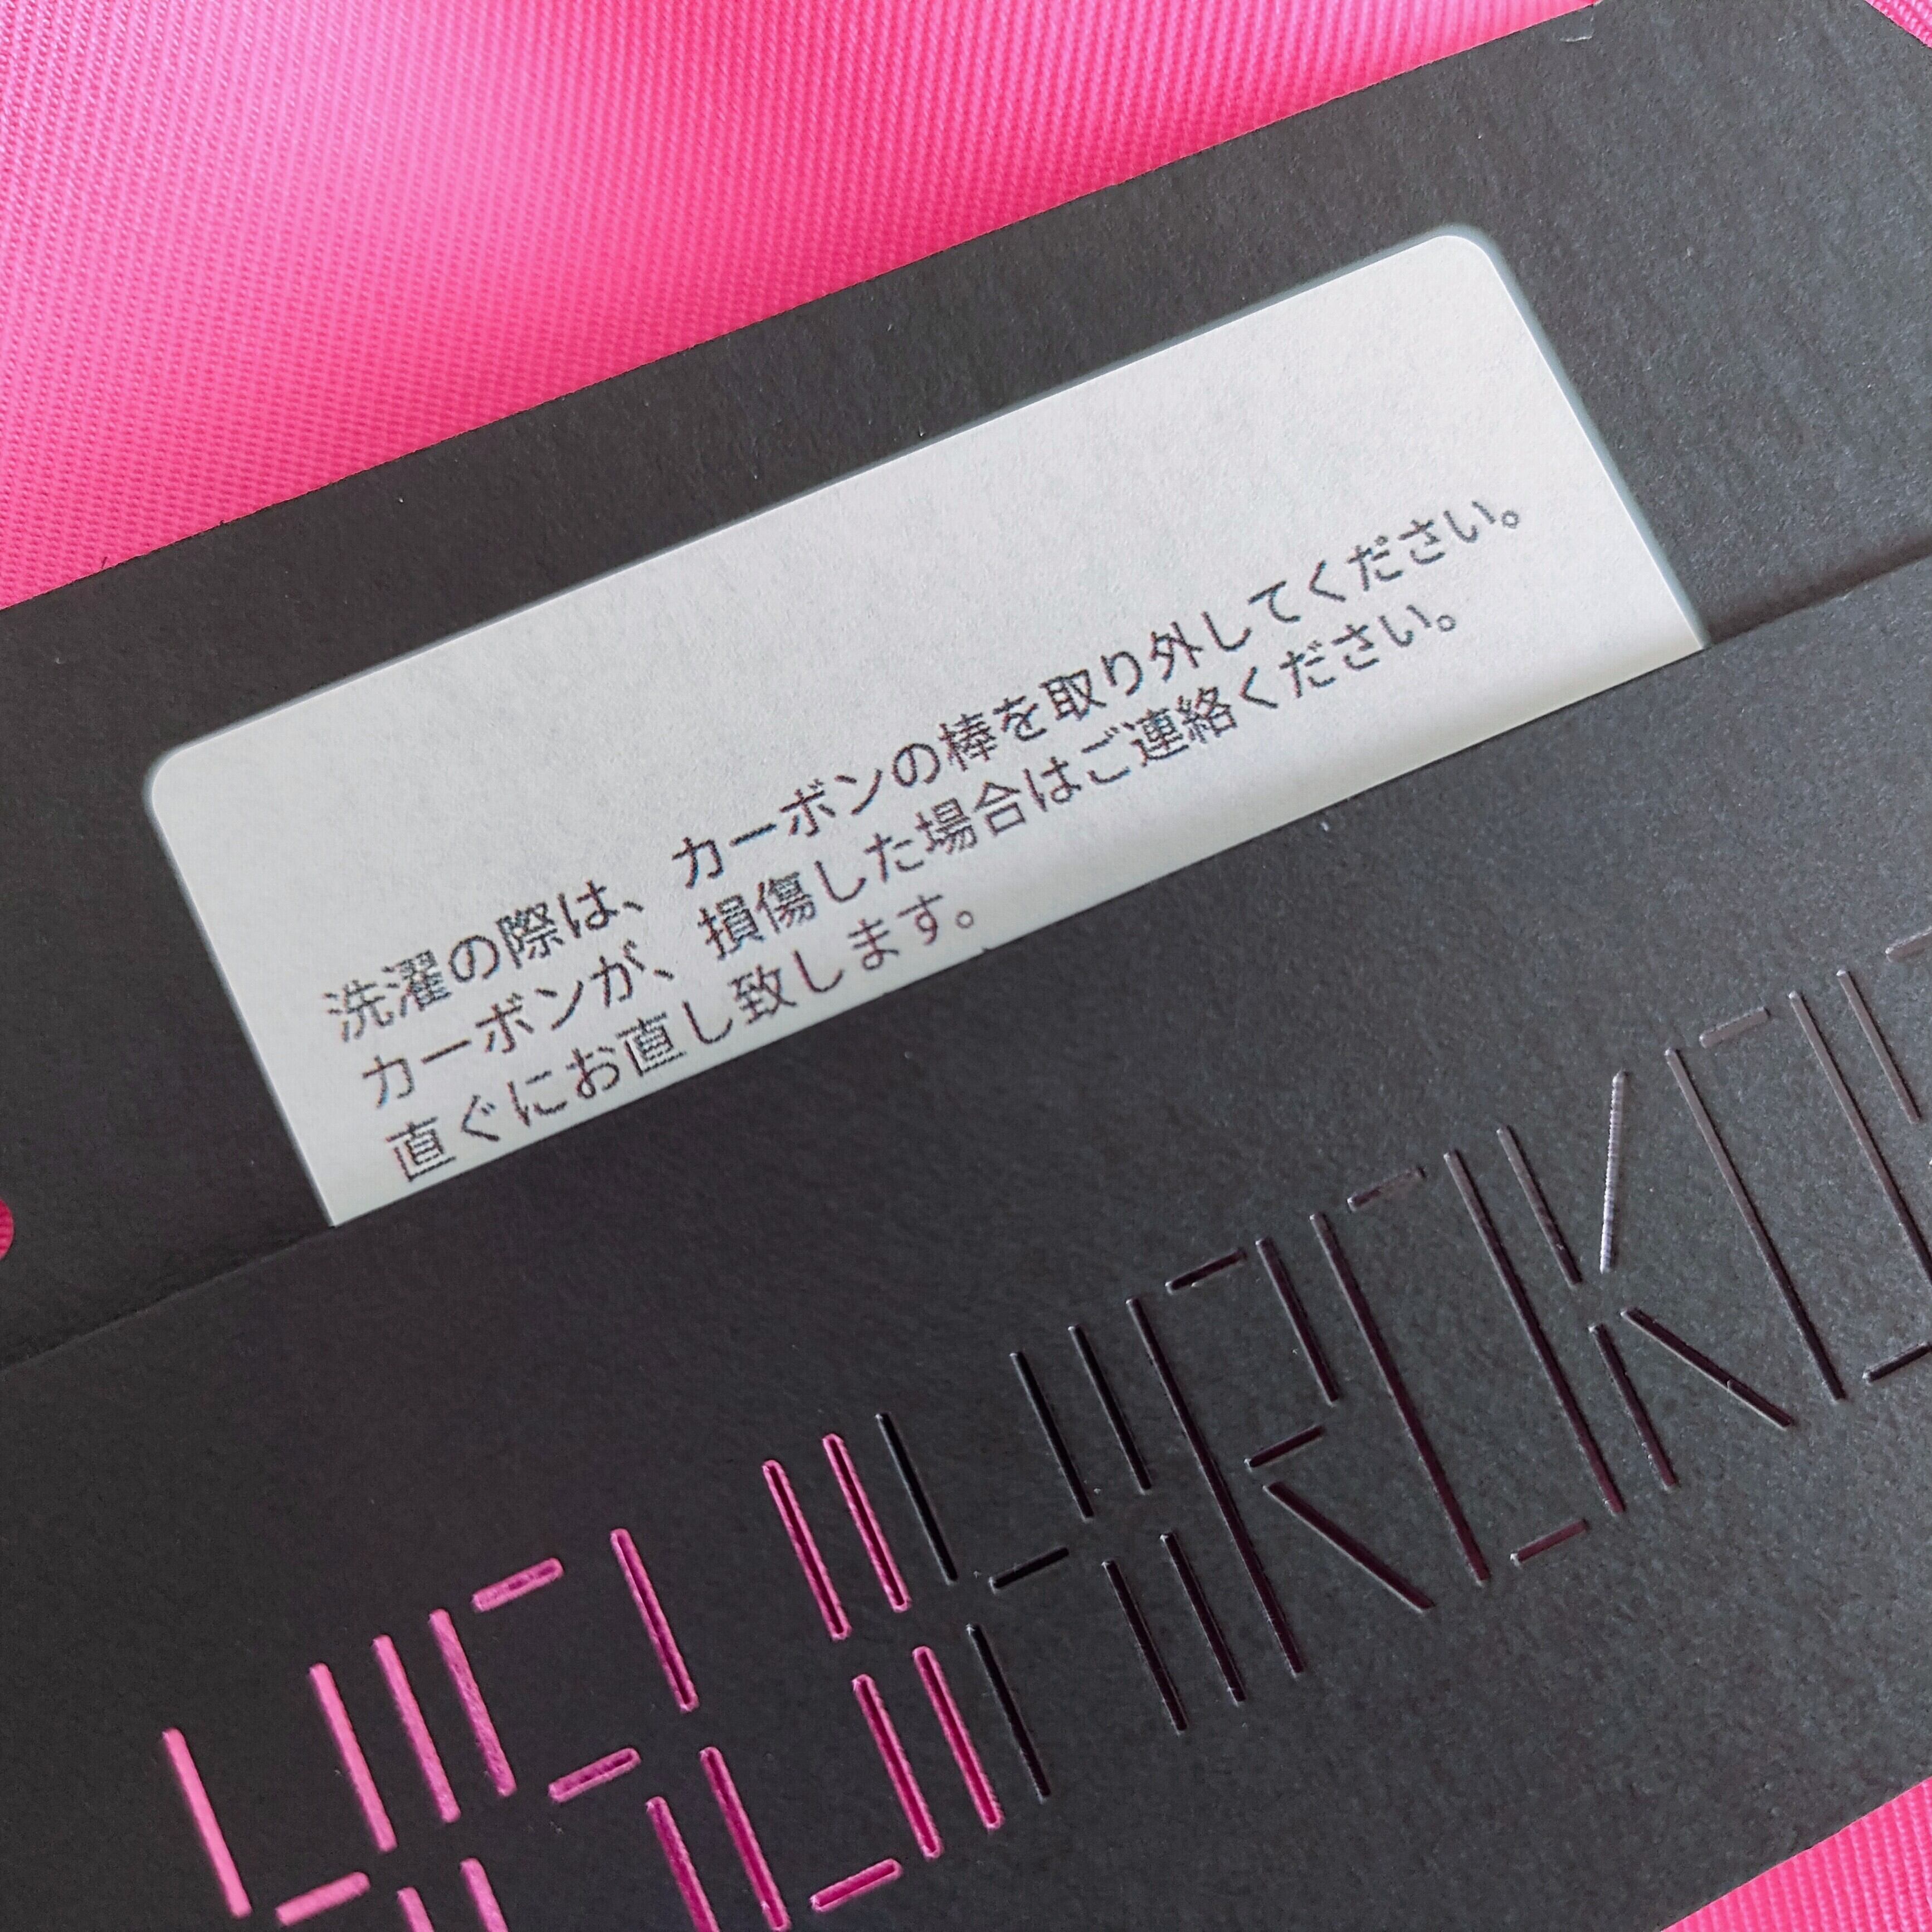 洗濯の際は、カーボンの棒を取り外してください。
カーボンが、損傷した場合はご連絡ください。
直ぐにお直し致します。